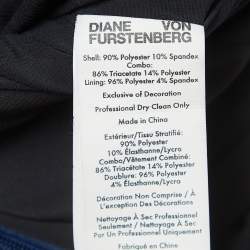 DIANE VON
FURSTENBERG
Shell: 90% Polyester 10% Spandex
Combo:
86% Triacetate 14% Polyester
Lining: 96% Polyester 4% Spandex
Exclusive of Decoration
Professional Dry Clean Only
Made in China
Extérieur/Tissu Stratifié:
90% Polyester
10% Élasthanne/Lycro
Combo/Vêtement Combiné:
86% Triacétate 14% Polyester
Doublure: 96% Polyester
4% Élasthanne/Lycro
Décoration Non Comprise / À
L'exception Des Décorations
Nettoyage À Sec Professionnel
Seulement / Nettoyage À Sec
Par Un Professionnel Uniquement
Fabriqué en Chine